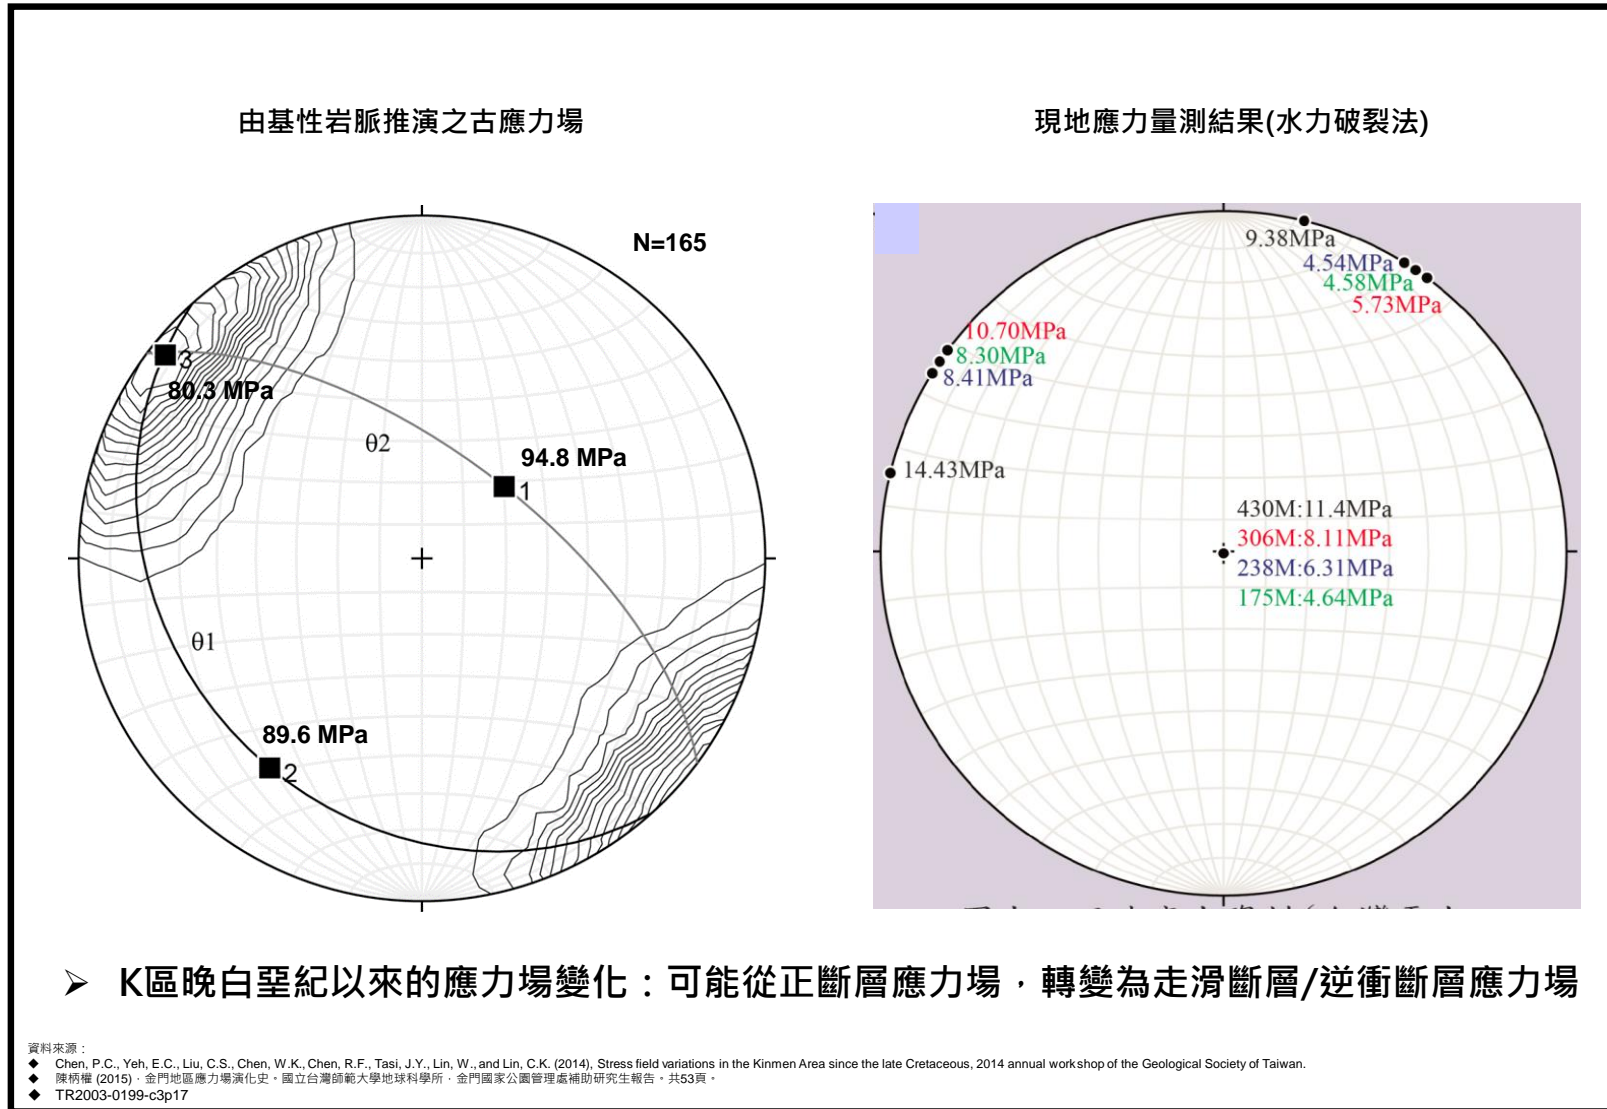 由基性岩脈推演之古應力場
現地應力量測結果(水力破裂法)
N=165
3
80.3 MPa
θ2
94.8 MPa
1
θ1
89.6 MPa
2
9.38MPa
4.54MPa
4.58MPa
5.73MPa
10.70MPa
8.30MPa
8.41MPa
14.43MPa
430M:11.4MPa
306M:8.11MPa
238M:6.31MPa
175M:4.64MPa
➢ K區晚白堊紀以來的應力場變化：可能從正斷層應力場，轉變為走滑斷層/逆衝斷層應力場
資料來源：
◆ Chen, P.C., Yeh, E.C., Liu, C.S., Chen, W.K., Chen, R.F., Tasi, J.Y., Lin, W., and Lin, C.K. (2014), Stress field variations in the Kinmen Area since the late Cretaceous, 2014 annual workshop of the Geological Society of Taiwan.
◆ 陳柄權 (2015)，金門地區應力場演化史。國立台灣師範大學地球科學所，金門國家公園管理處補助研究生報告。共53頁。
◆ TR2003-0199-c3p17